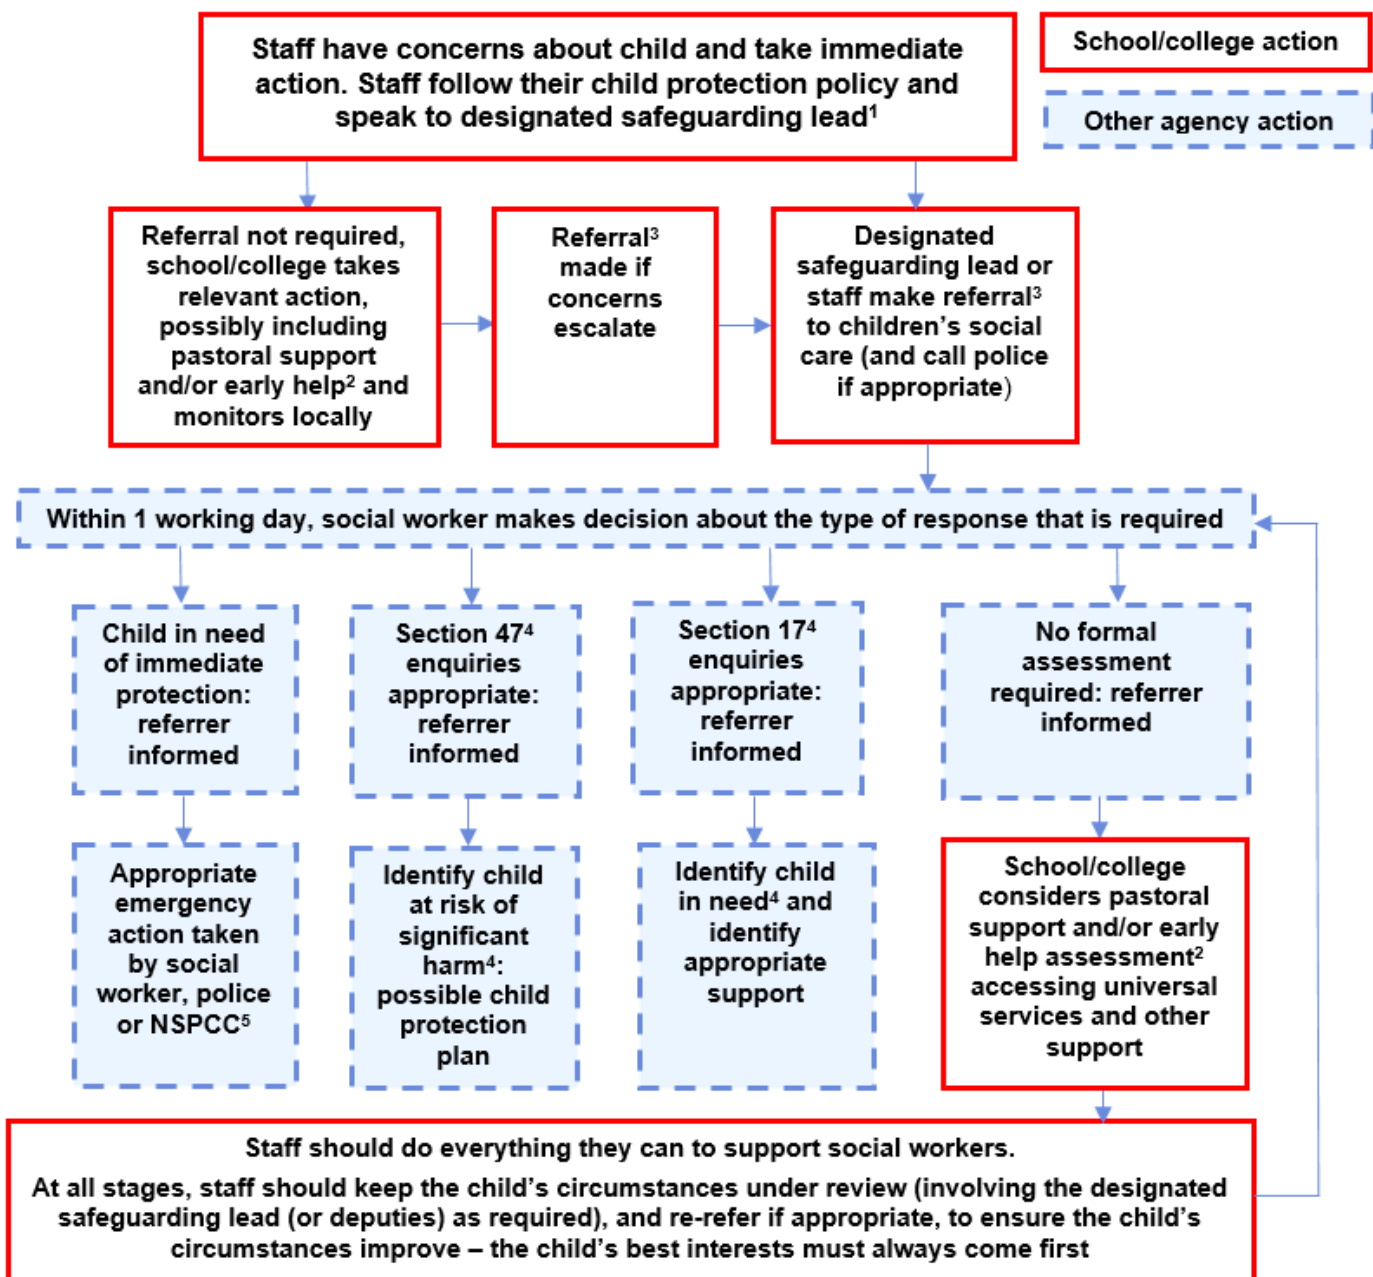 Staff have concerns about child and take immediate
action. Staff follow their child protection policy and
speak to designated safeguarding lead¹
School/college action
Other agency action
Referral not required,
school/college takes
relevant action,
possibly including
pastoral support
and/or early help² and
monitors locally
Referral³
made if
concerns
escalate
Designated
safeguarding lead or
staff make referral³
to children’s social
care (and call police
if appropriate)
Within 1 working day, social worker makes decision about the type of response that is required
Child in need
of immediate
protection:
referrer
informed
Section 47⁴
enquiries
appropriate:
referrer
informed
Section 17⁴
enquiries
appropriate:
referrer
informed
No formal
assessment
required: referrer
informed
Appropriate
emergency
action taken
by social
worker, police
or NSPCC⁵
Identify child
at risk of
significant
harm⁴:
possible child
protection
plan
Identify child
in need⁴ and
identify
appropriate
support
School/college
considers pastoral
support and/or early
help assessment²
accessing universal
services and other
support
Staff should do everything they can to support social workers.
At all stages, staff should keep the child’s circumstances under review (involving the designated
safeguarding lead (or deputies) as required), and re-refer if appropriate, to ensure the child’s
circumstances improve – the child’s best interests must always come first